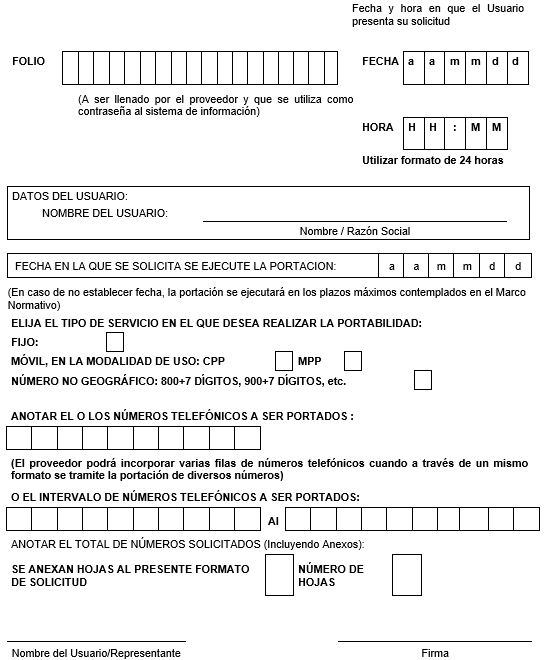 Fecha y hora en que el Usuario
presenta su solicitud
FOLIO
FECHA a a m m d d
(A ser llenado por el proveedor y que se utiliza como
contraseña al sistema de información)
HORA H H : M M
Utilizar formato de 24 horas
DATOS DEL USUARIO:
NOMBRE DEL USUARIO:
Nombre / Razón Social
FECHA EN LA QUE SE SOLICITA SE EJECUTE LA PORTACION: a a m m d d
(En caso de no establecer fecha, la portación se ejecutará en los plazos máximos contemplados en el Marco
Normativo)
ELIJA EL TIPO DE SERVICIO EN EL QUE DESEA REALIZAR LA PORTABILIDAD:
FIJO:
MÓVIL, EN LA MODALIDAD DE USO: CPP MPP
NÚMERO NO GEOGRÁFICO: 800+7 DÍGITOS, 900+7 DÍGITOS, etc.
ANOTAR EL O LOS NÚMEROS TELEFÓNICOS A SER PORTADOS :
(El proveedor podrá incorporar varias filas de números telefónicos cuando a través de un mismo
formato se tramite la portación de diversos números)
O EL INTERVALO DE NÚMEROS TELEFÓNICOS A SER PORTADOS:
Al
ANOTAR EL TOTAL DE NÚMEROS SOLICITADOS (Incluyendo Anexos):
SE ANEXAN HOJAS AL PRESENTE FORMATO NÚMERO DE
DE SOLICITUD HOJAS
Nombre del Usuario/Representante Firma